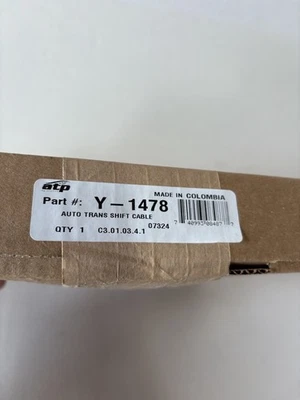 atp
MADE IN COLOMBIA
Part #: Y-1478
AUTO TRANS SHIFT CABLE
07324
QTY 1 C3.01.03.4.1